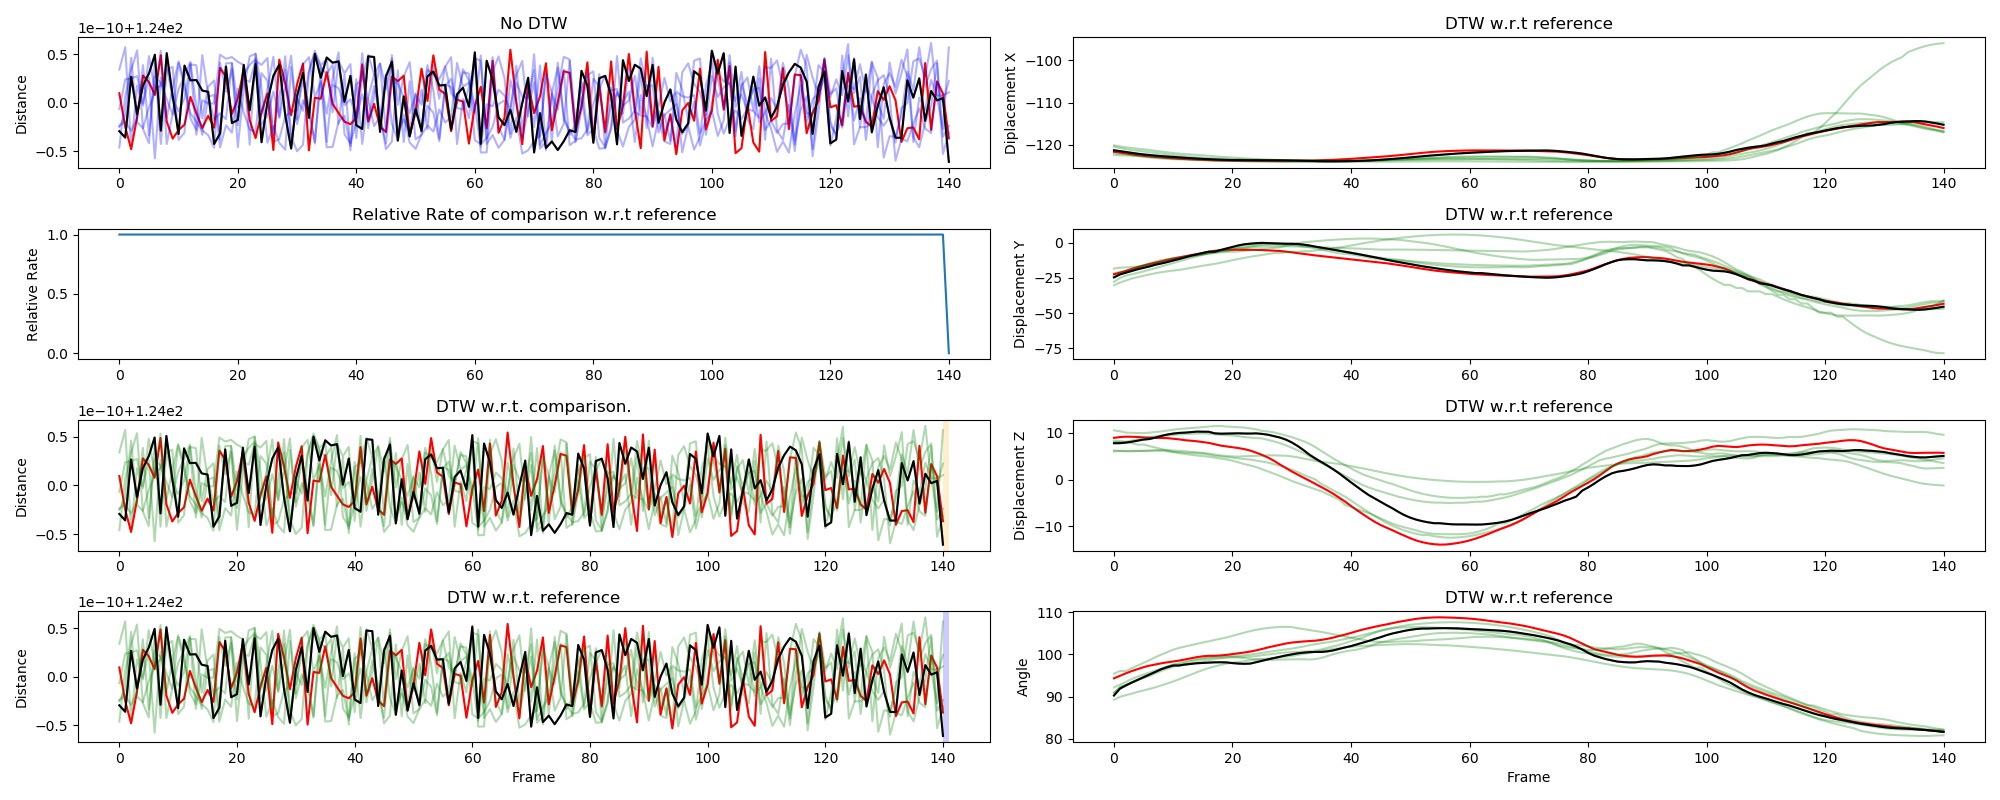 No DTW
1e−10+1.24e2
Distance
0.5
0.0
−0.5
0 20 40 60 80 100 120 140
DTW w.r.t reference
Diplacement X
−100
−110
−120
0 20 40 60 80 100 120 140
Relative Rate of comparison w.r.t reference
Relative Rate
1.0
0.5
0.0
0 20 40 60 80 100 120 140
DTW w.r.t reference
Displacement Y
0
−25
−50
−75
0 20 40 60 80 100 120 140
DTW w.r.t. comparison.
1e−10+1.24e2
Distance
0.5
0.0
−0.5
0 20 40 60 80 100 120 140
DTW w.r.t reference
Displacement Z
10
0
−10
0 20 40 60 80 100 120 140
DTW w.r.t. reference
1e−10+1.24e2
Distance
0.5
0.0
−0.5
0 20 40 60 80 100 120 140
Frame
DTW w.r.t reference
Angle
110
100
90
80
0 20 40 60 80 100 120 140
Frame